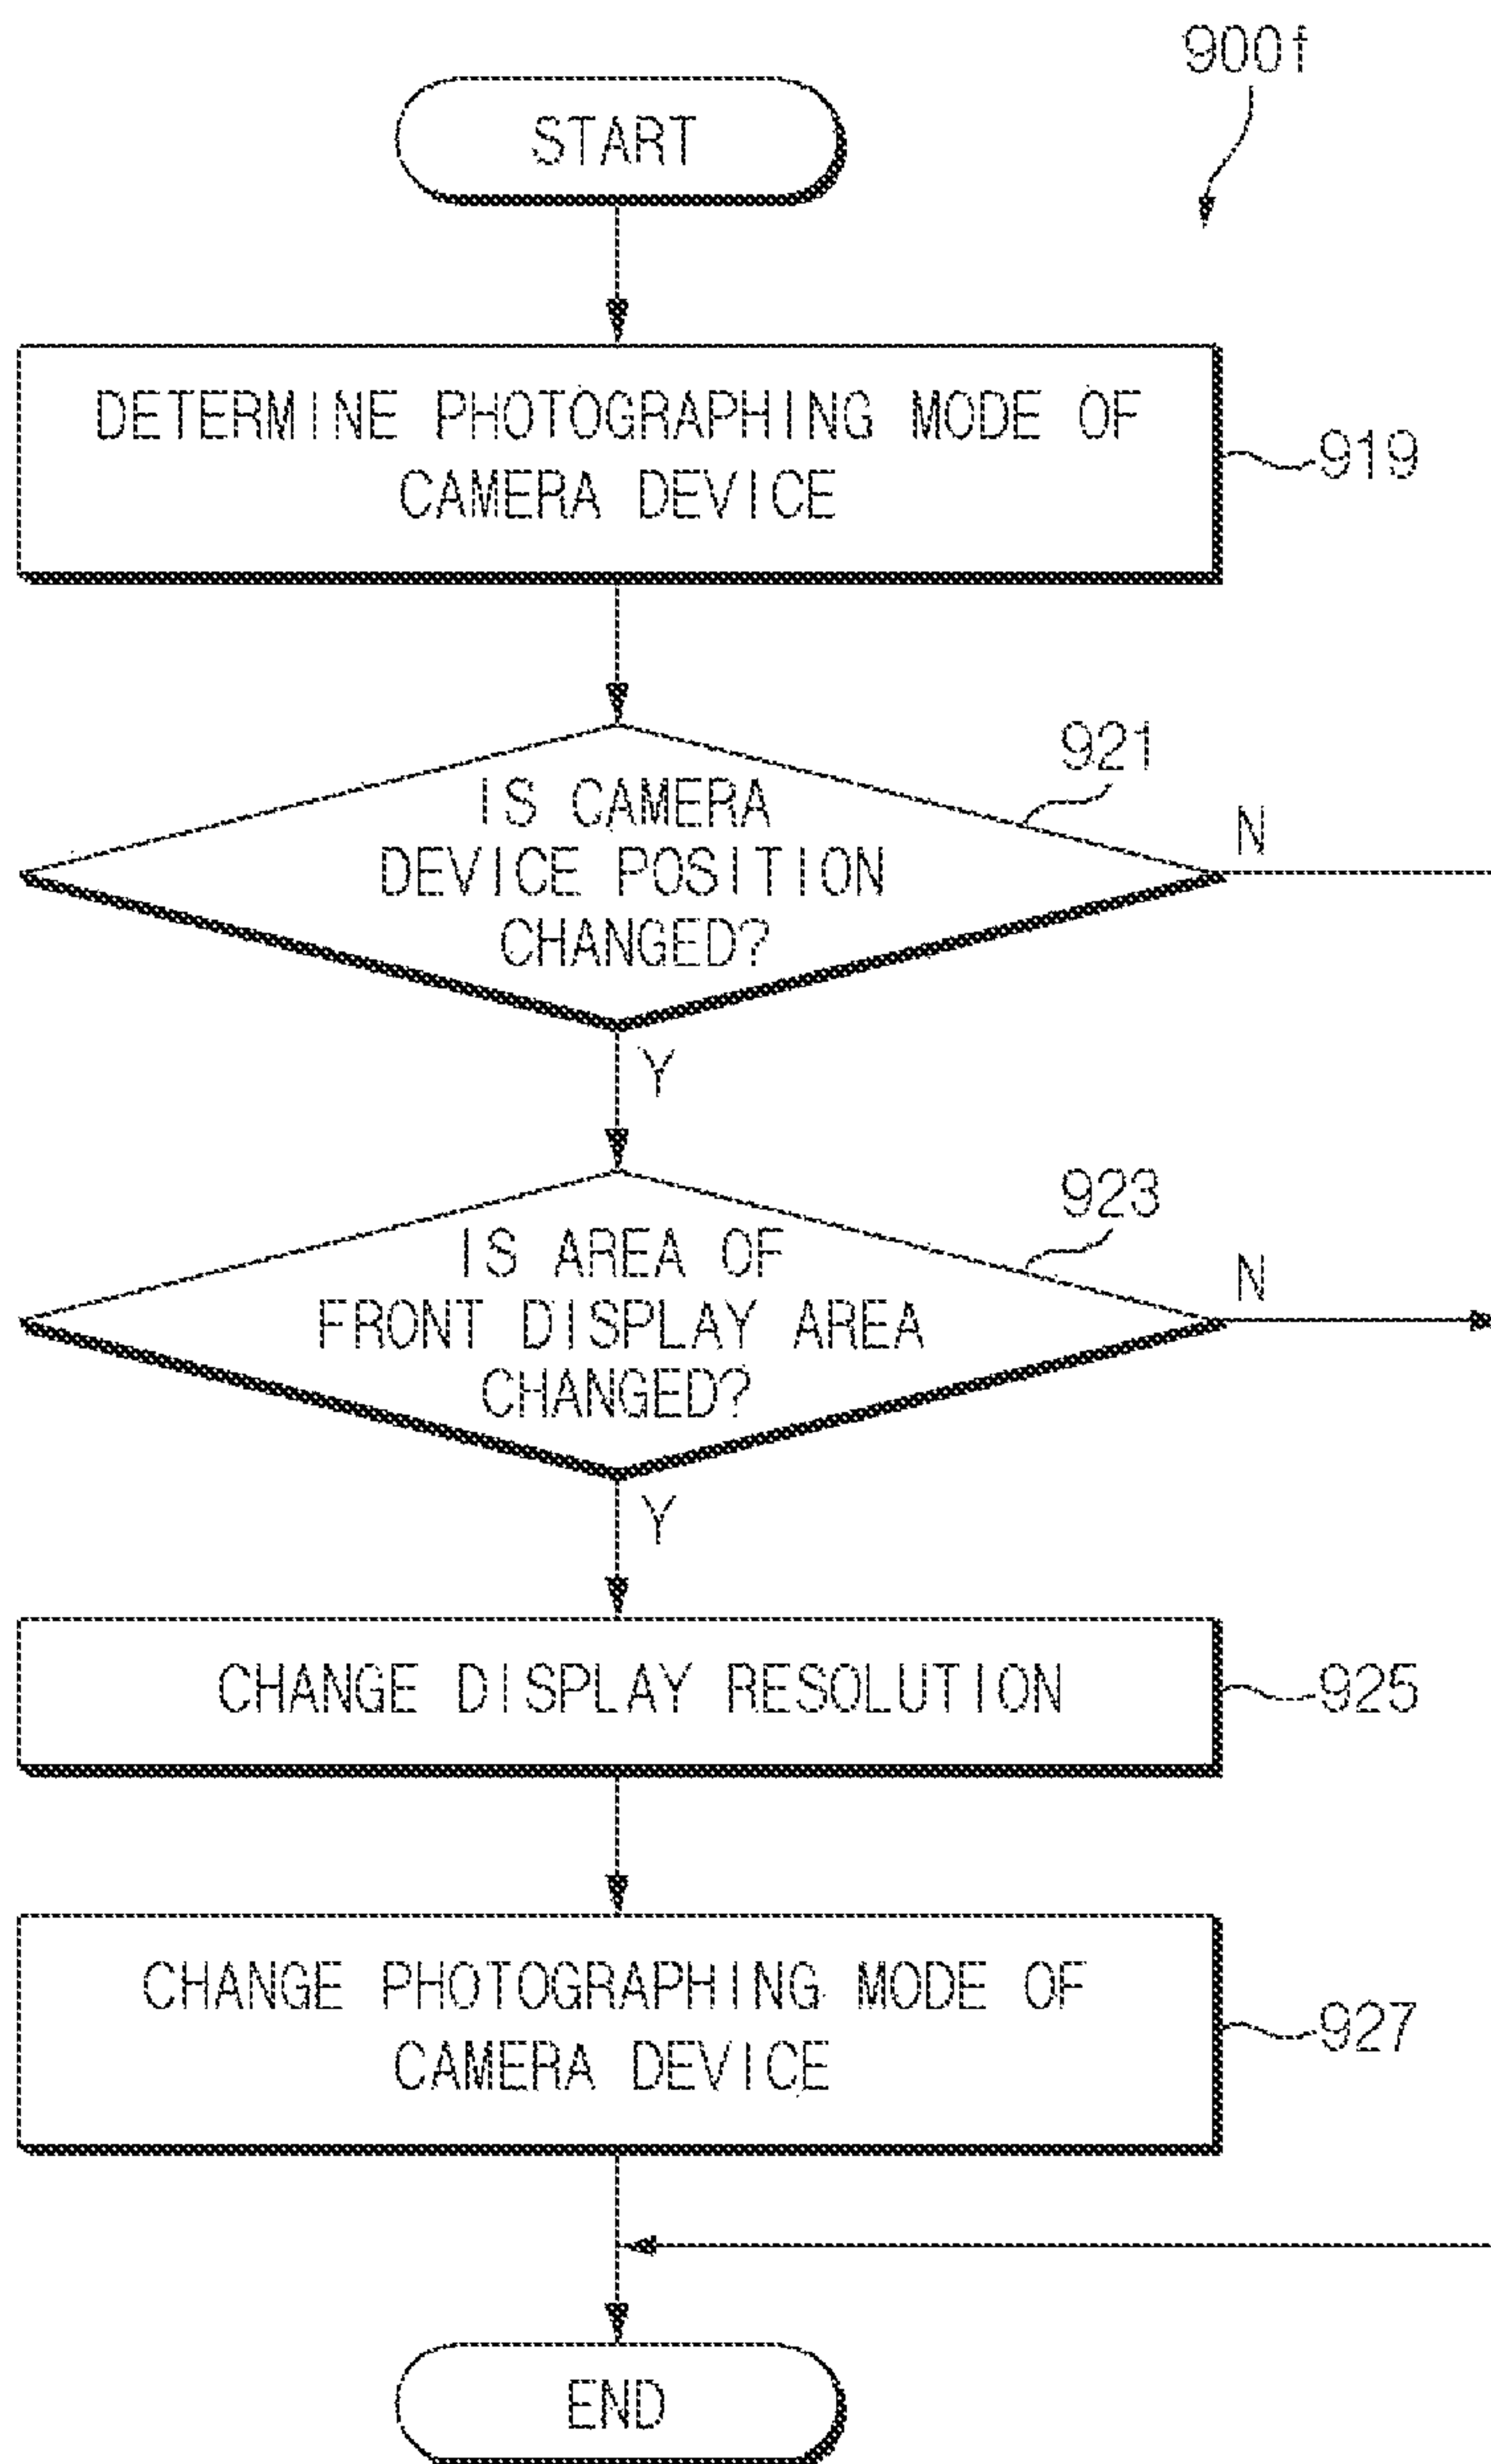 900f
START
DETERMINE PHOTOGRAPHING MODE OF
CAMERA DEVICE
919
921
IS CAMERA
DEVICE POSITION
CHANGED?
N
Y
923
IS AREA OF
FRONT DISPLAY AREA
CHANGED?
N
Y
CHANGE DISPLAY RESOLUTION
925
CHANGE PHOTOGRAPHING MODE OF
CAMERA DEVICE
927
END